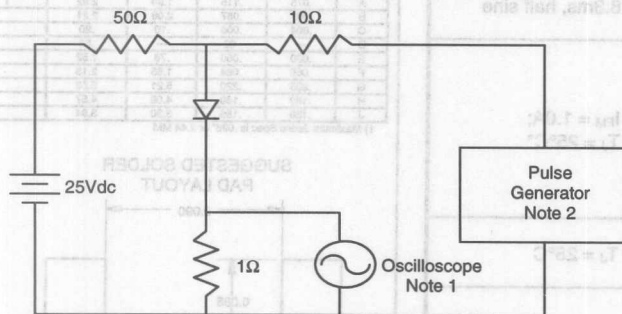 50Ω
10Ω
25Vdc
1Ω
Oscilloscope
Note 1
Pulse
Generator
Note 2